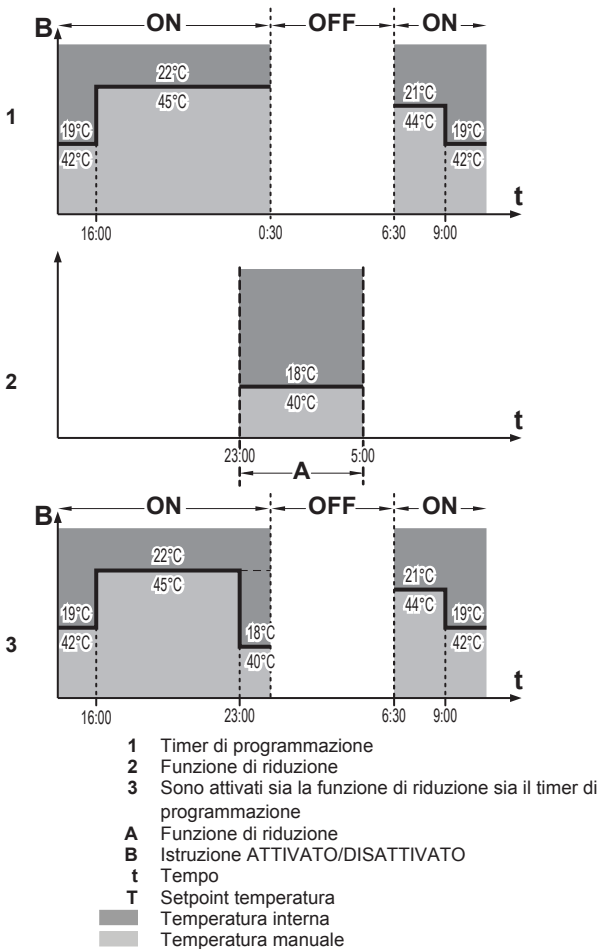 B ON OFF ON
22°C
45°C
21°C
44°C
19°C
42°C
19°C
42°C
1
t
16:00 0:30 6:30 9:00
2
18°C
40°C
t
23:00 5:00
A
B ON OFF ON
22°C
45°C
21°C
44°C
19°C
42°C
18°C
40°C
19°C
42°C
3
t
16:00 23:00 6:30 9:00
1 Timer di programmazione
2 Funzione di riduzione
3 Sono attivati sia la funzione di riduzione sia il timer di
programmazione
A Funzione di riduzione
B Istruzione ATTIVATO/DISATTIVATO
t Tempo
T Setpoint temperatura
Temperatura interna
Temperatura manuale